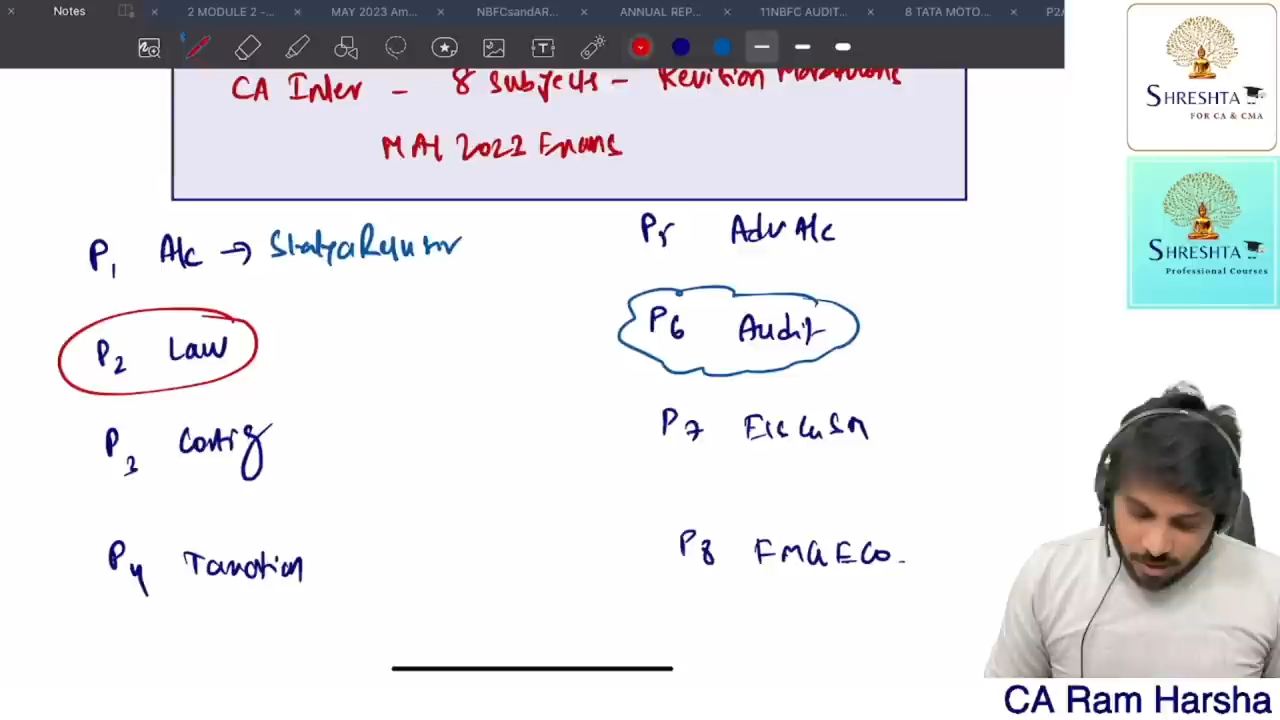 Notes
2 MODULE 2 -...
MAY 2023 Am...
NBFCsandAR...
ANNUAL REP...
11NBFC AUDIT...
8 TATA MOTO...
P2A
CA Inter - 8 Subjects - Revision Marathons
MAY 2023 Exams
P1 A/c →
P5 Adv A/c
P2 Law
P6 Audit
P3 Costing
P7 EIS & SM
P4 Taxation
P8 FM & ECO.
SHRESHTA
FOR CA & CMA
SHRESHTA
Professional Courses
CA Ram Harsha